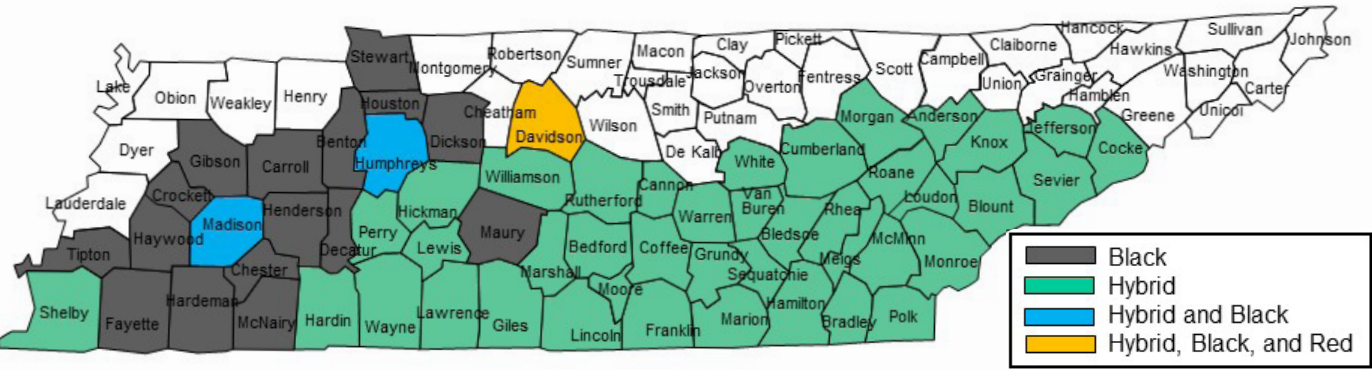 Stewart
Montgomery
Robertson
Sumner
Macon
Clay
Pickett
Fentress
Scott
Campbell
Claiborne
Hancock
Hawkins
Sullivan
Johnson
Lake
Obion
Weakley
Henry
Houston
Cheatham
Davidson
Wilson
Trousdale
Jackson
Overton
Smith
Putnam
Union
Grainger
Hamblen
Washington
Carter
Unicoi
Greene
Dyer
Gibson
Carroll
Benton
Humphreys
Dickson
De Kalb
White
Cumberland
Morgan
Anderson
Knox
Jefferson
Cocke
Lauderdale
Crockett
Madison
Henderson
Decatur
Perry
Hickman
Williamson
Rutherford
Cannon
Warren
Van
Buren
Bledsoe
Rhea
Roane
Loudon
Blount
Sevier
Tipton
Haywood
Chester
Lewis
Maury
Marshall
Bedford
Coffee
Grundy
Sequatchie
Meigs
McMinn
Monroe
Shelby
Fayette
Hardeman
McNairy
Hardin
Wayne
Lawrence
Giles
Lincoln
Moore
Franklin
Marion
Hamilton
Bradley
Polk
Black
Hybrid
Hybrid and Black
Hybrid, Black, and Red